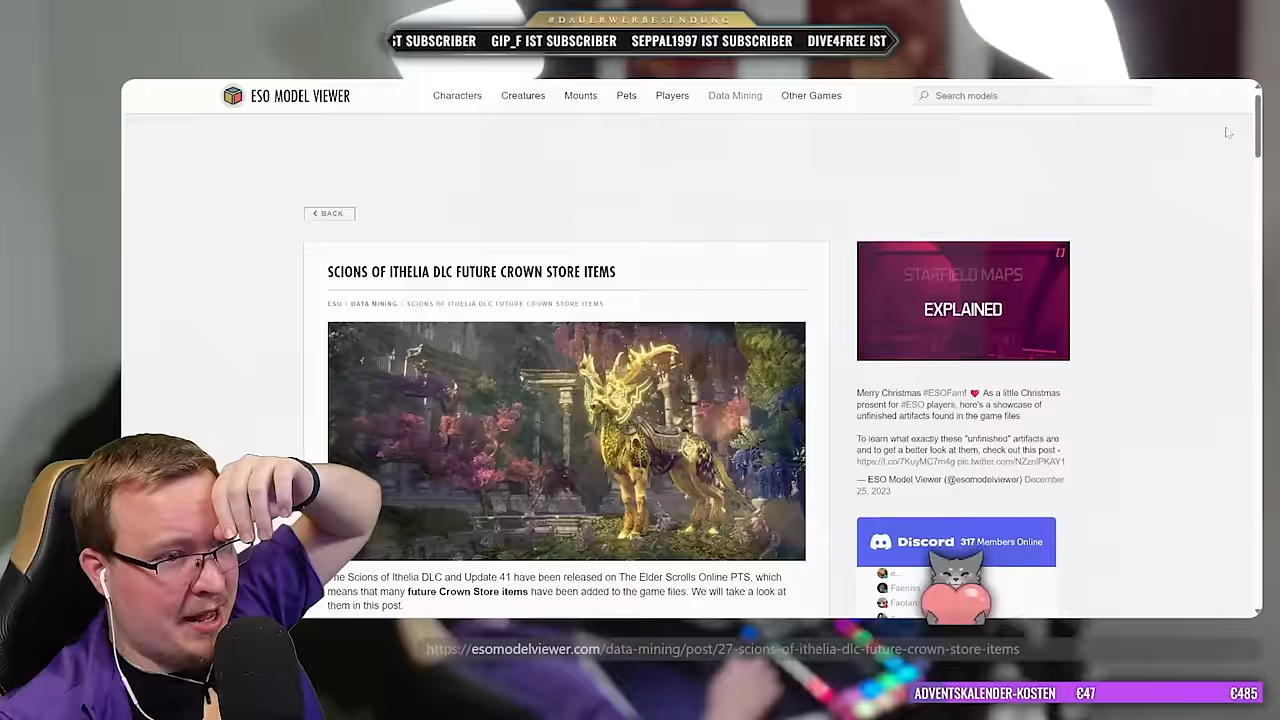 #DAUERWERBESENDUNG
ST SUBSCRIBER GIP_F IST SUBSCRIBER SEPPAL1997 IST SUBSCRIBER DIVE4FREE IST
ESO MODEL VIEWER
Characters Creatures Mounts Pets Players Data Mining Other Games
Search models
BACK
SCIONS OF ITHELIA DLC FUTURE CROWN STORE ITEMS
ESO / DATA MINING / SCIONS OF ITHELIA DLC FUTURE CROWN STORE ITEMS
The Scions of Ithelia DLC and Update 41 have been released on The Elder Scrolls Online PTS, which
means that many future Crown Store items have been added to the game files. We will take a look at
them in this post.
STARFIELD MAPS
EXPLAINED
Merry Christmas #ESOFam! ❤ As a little Christmas
present for #ESO players, here's a showcase of
unfinished artifacts found in the game files
To learn what exactly these "unfinished" artifacts are
and to get a better look at them, check out this post -
https://t.co/7KuyMC7m4g pic.twitter.com/NZznIPKAY1
— ESO Model Viewer (@esomodelviewer) December
25, 2023
Discord 317 Members Online
e...
Faeniss
Faolan
https://esomodelviewer.com/data-mining/post/27-scions-of-ithelia-dlc-future-crown-store-items
ADVENTSKALENDER-KOSTEN €47 €485